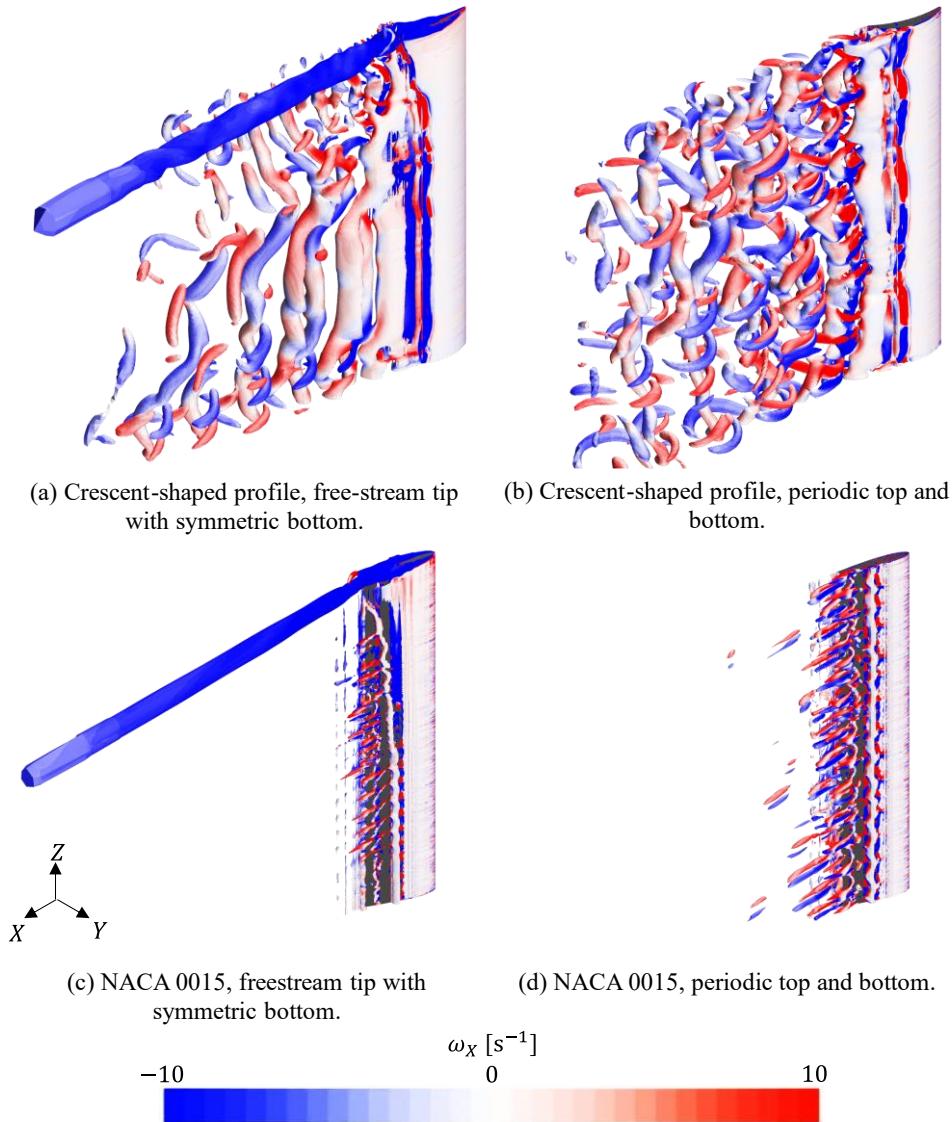 (a) Crescent-shaped profile, free-stream tip
with symmetric bottom.
(b) Crescent-shaped profile, periodic top and
bottom.
Z
X
Y
(c) NACA 0015, freestream tip with
symmetric bottom.
(d) NACA 0015, periodic top and bottom.
ω_X [s⁻¹]
−10 0 10